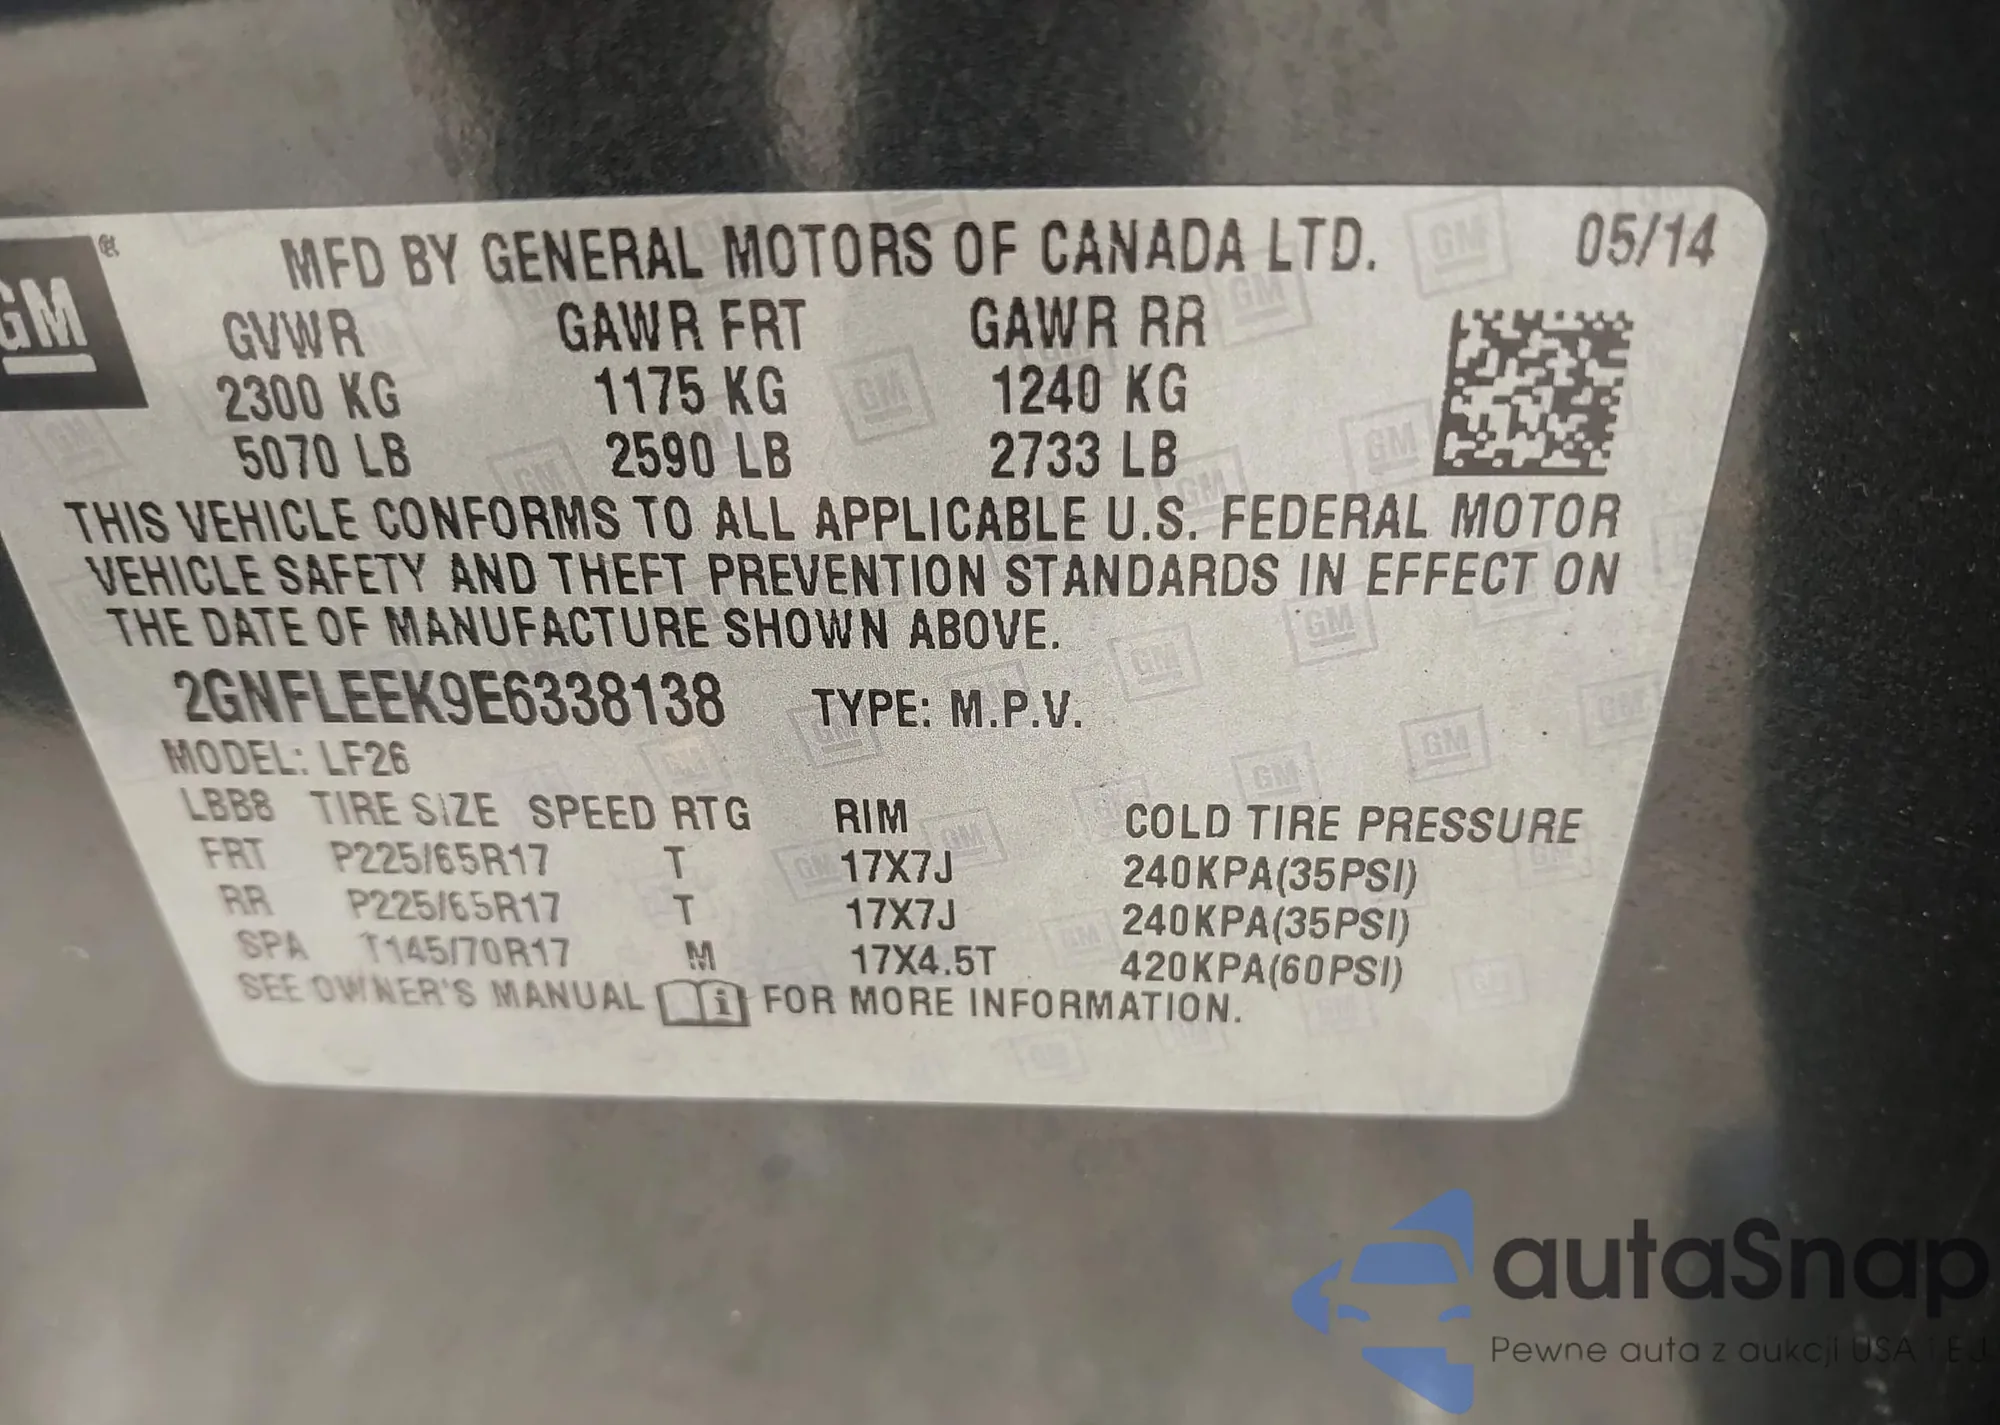 GM
®
MFD BY GENERAL MOTORS OF CANADA LTD. 05/14
GVWR GAWR FRT GAWR RR
2300 KG 1175 KG 1240 KG
5070 LB 2590 LB 2733 LB
THIS VEHICLE CONFORMS TO ALL APPLICABLE U.S. FEDERAL MOTOR
VEHICLE SAFETY AND THEFT PREVENTION STANDARDS IN EFFECT ON
THE DATE OF MANUFACTURE SHOWN ABOVE.
2GNFLEEK9E6338138 TYPE: M.P.V.
MODEL: LF26
LBB8 TIRE SIZE SPEED RTG RIM COLD TIRE PRESSURE
FRT P225/65R17 T 17X7J 240KPA(35PSI)
RR P225/65R17 T 17X7J 240KPA(35PSI)
SPA T145/70R17 M 17X4.5T 420KPA(60PSI)
SEE OWNER'S MANUAL i FOR MORE INFORMATION.
autaSnap
Pewne auta z aukcji USA i EU